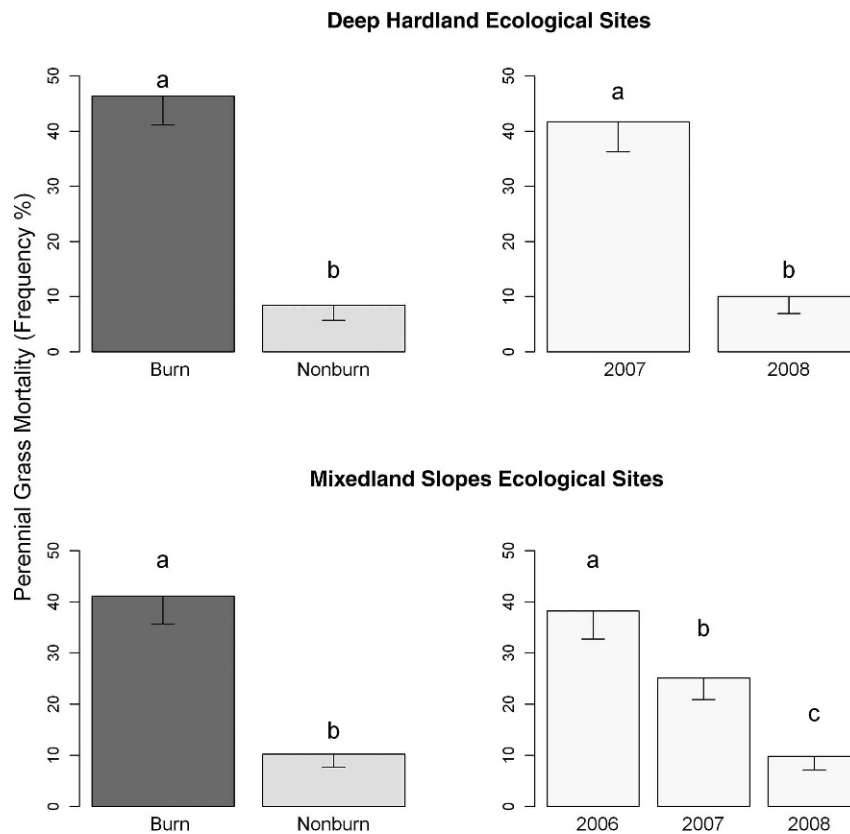 Deep Hardland Ecological Sites
Perennial Grass Mortality (Frequency %)
50
40
30
20
10
0
a
b
Burn
Nonburn
50
40
30
20
10
0
a
b
2007
2008
Mixedland Slopes Ecological Sites
50
40
30
20
10
0
a
b
Burn
Nonburn
50
40
30
20
10
0
a
b
c
2006
2007
2008